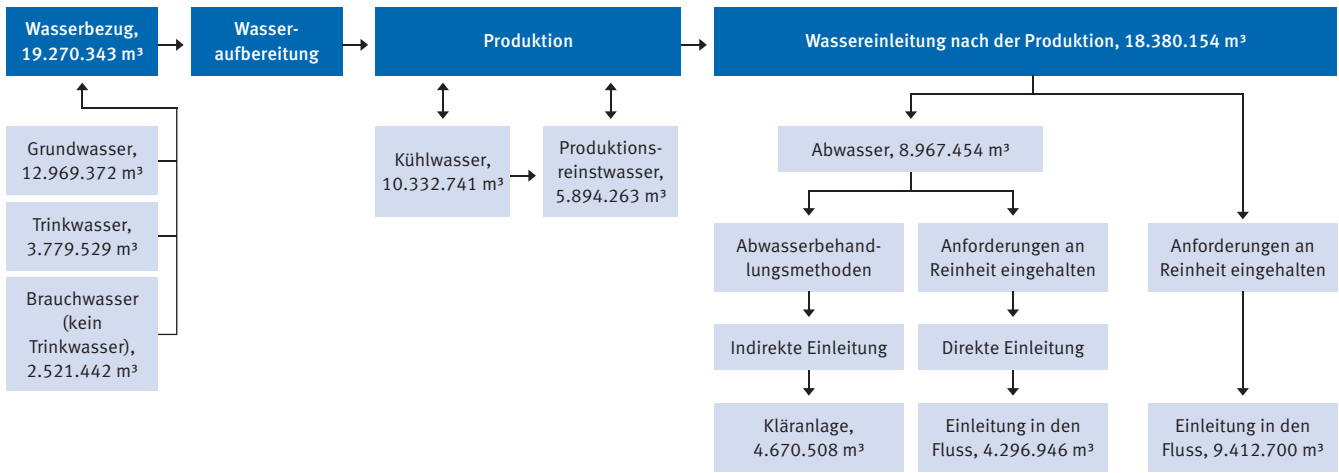 Wasserbezug,
19.270.343 m³
Wasser-
aufbereitung
Produktion
Wassereinleitung nach der Produktion, 18.380.154 m³
Grundwasser,
12.969.372 m³
Trinkwasser,
3.779.529 m³
Brauchwasser
(kein
Trinkwasser),
2.521.442 m³
Kühlwasser,
10.332.741 m³
Produktions-
reinstwasser,
5.894.263 m³
Abwasser, 8.967.454 m³
Abwasserbehand-
lungsmethoden
Anforderungen an
Reinheit eingehalten
Anforderungen an
Reinheit eingehalten
Indirekte Einleitung
Direkte Einleitung
Kläranlage,
4.670.508 m³
Einleitung in den
Fluss, 4.296.946 m³
Einleitung in den
Fluss, 9.412.700 m³